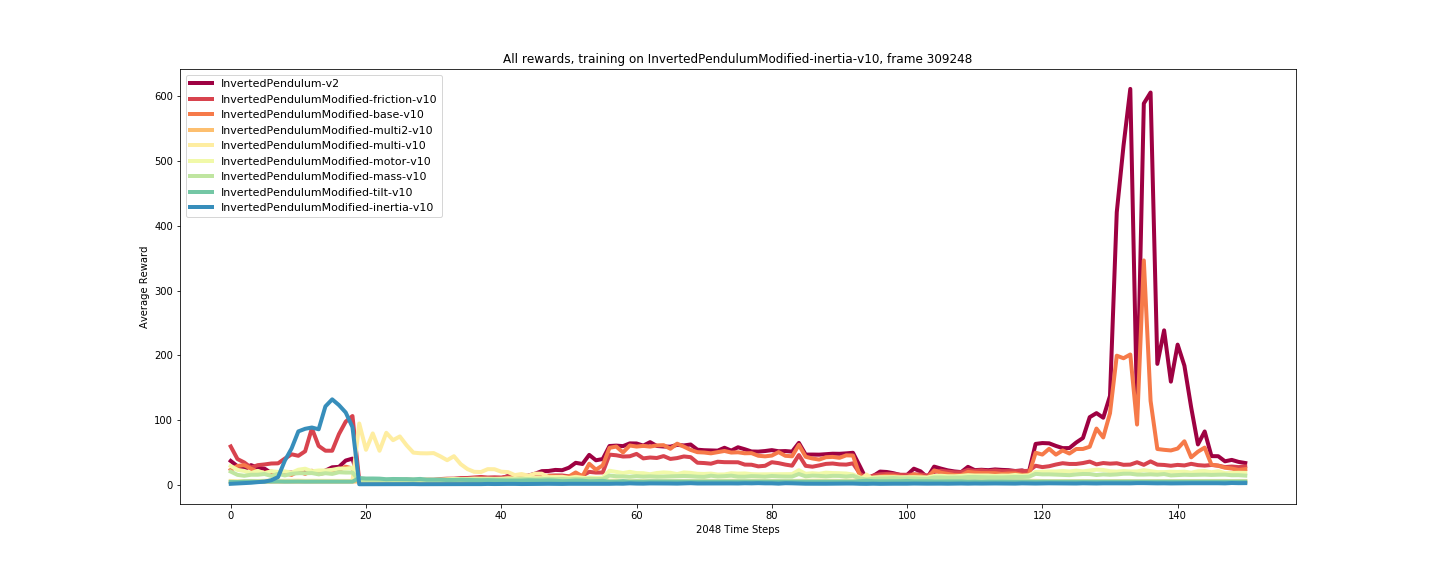 All rewards, training on InvertedPendulumModified-inertia-v10, frame 309248
InvertedPendulum-v2
InvertedPendulumModified-friction-v10
InvertedPendulumModified-base-v10
InvertedPendulumModified-multi2-v10
InvertedPendulumModified-multi-v10
InvertedPendulumModified-motor-v10
InvertedPendulumModified-mass-v10
InvertedPendulumModified-tilt-v10
InvertedPendulumModified-inertia-v10
Average Reward
600
500
400
300
200
100
0
0 20 40 60 80 100 120 140
2048 Time Steps